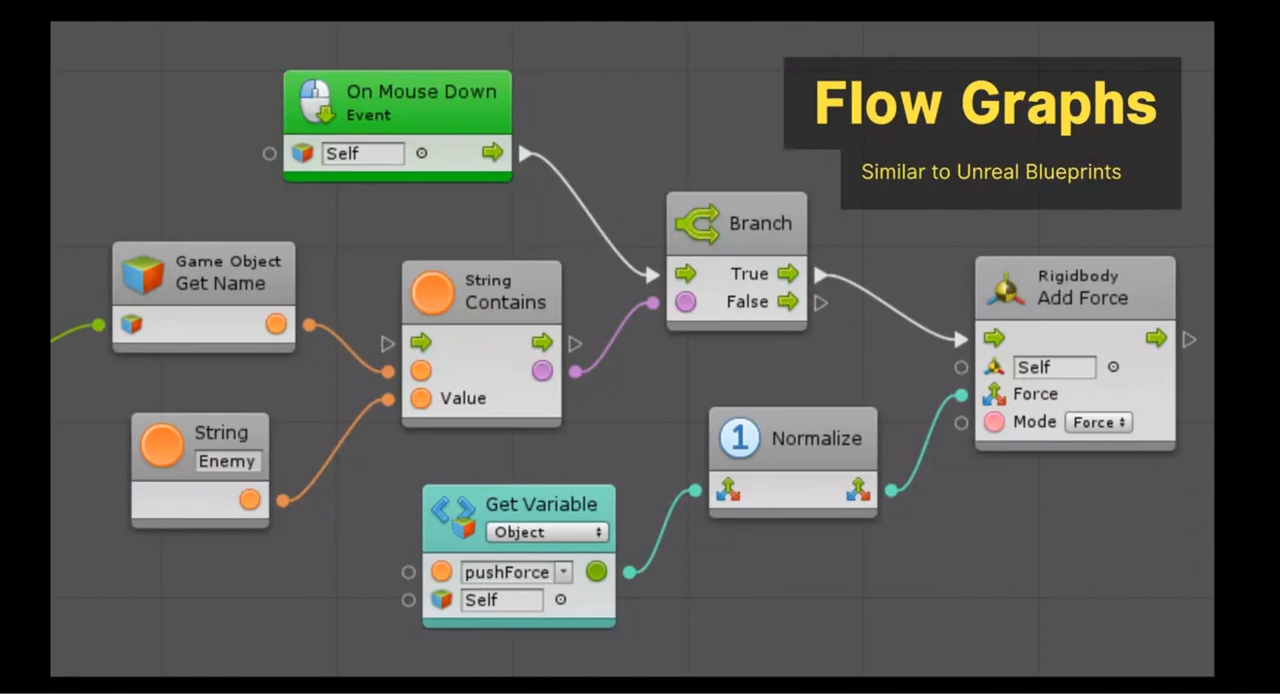 Flow Graphs
Similar to Unreal Blueprints
On Mouse Down
Event
Self
Branch
True
False
Game Object
Get Name
String
Contains
Value
String
Enemy
Rigidbody
Add Force
Self
Force
Mode Force
1 Normalize
Get Variable
Object
pushForce
Self